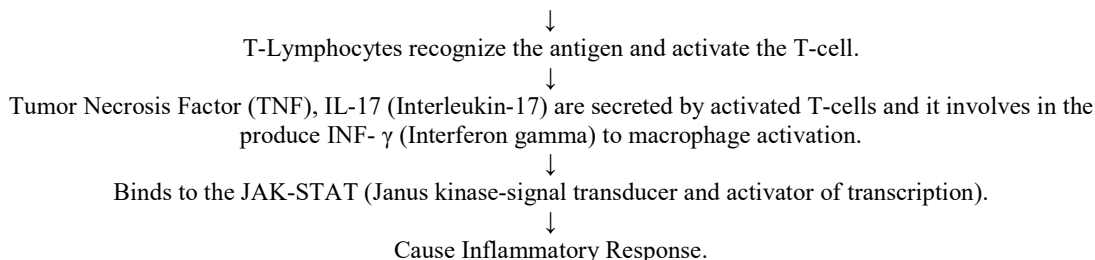 ↓
T-Lymphocytes recognize the antigen and activate the T-cell.
↓
Tumor Necrosis Factor (TNF), IL-17 (Interleukin-17) are secreted by activated T-cells and it involves in the
produce INF- γ (Interferon gamma) to macrophage activation.
↓
Binds to the JAK-STAT (Janus kinase-signal transducer and activator of transcription).
↓
Cause Inflammatory Response.